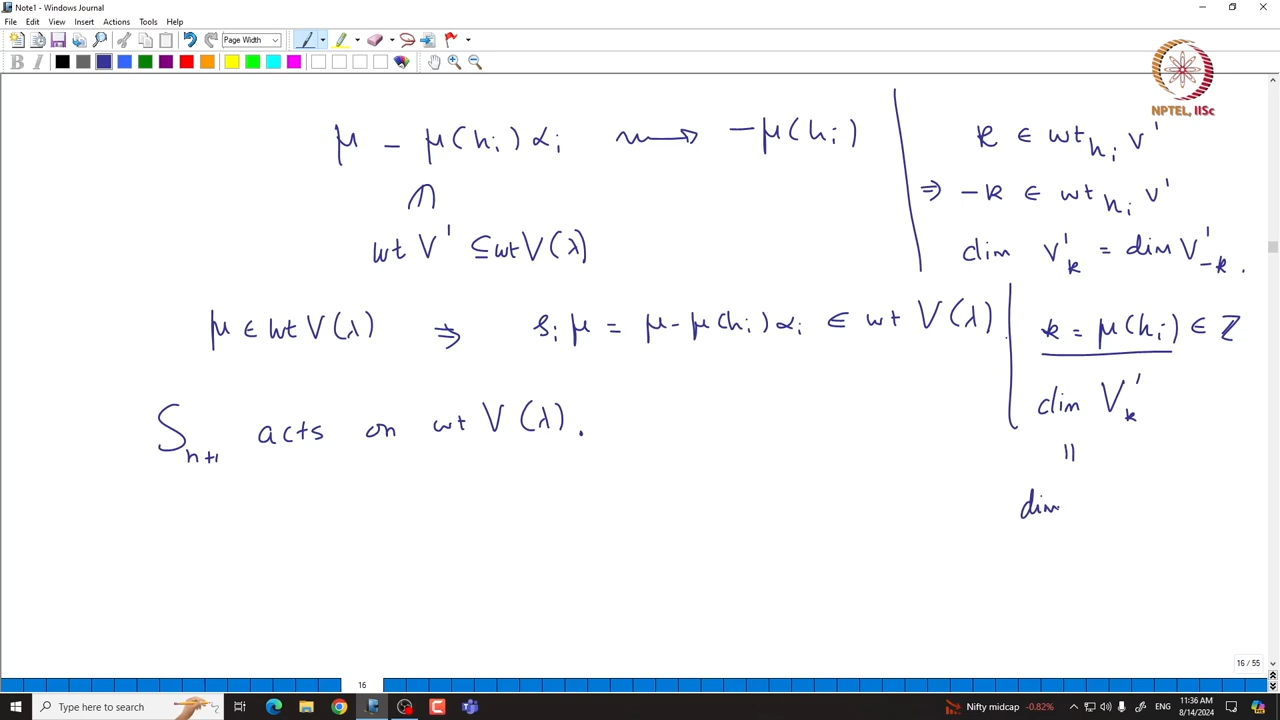 Note1 - Windows Journal
File Edit View Insert Actions Tools Help
Page Width
NPTEL, IISc
μ - μ(hᵢ) αᵢ ⟿ -μ(hᵢ)
⋔
wt V' ⊆ wt V(λ)
k ∈ wt_{hᵢ} V'
⇒ -k ∈ wt_{hᵢ} V'
dim V'_k = dim V'_{-k}.
μ ∈ wt V(λ) ⇒ sᵢ μ = μ - μ(hᵢ) αᵢ ∈ wt V(λ).
k = μ(hᵢ) ∈ ℤ
dim V'_k
=
dim
S_{n+1} acts on wt V(λ).
16 / 55
16
Type here to search
Nifty midcap -0.82%
11:36 AM
8/14/2024